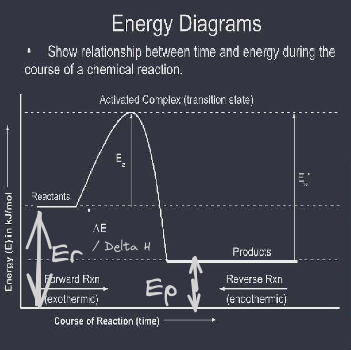 Energy Diagrams
• Show relationship between time and energy during the
course of a chemical reaction.
Activated Complex (transition state)
Ea
Reactants
ΔE
/ Delta H
Er
Products
Ep
Forward Rxn
(exothermic)
Reverse Rxn
(endothermic)
Energy (E) in kJ/mol
Course of Reaction (time)